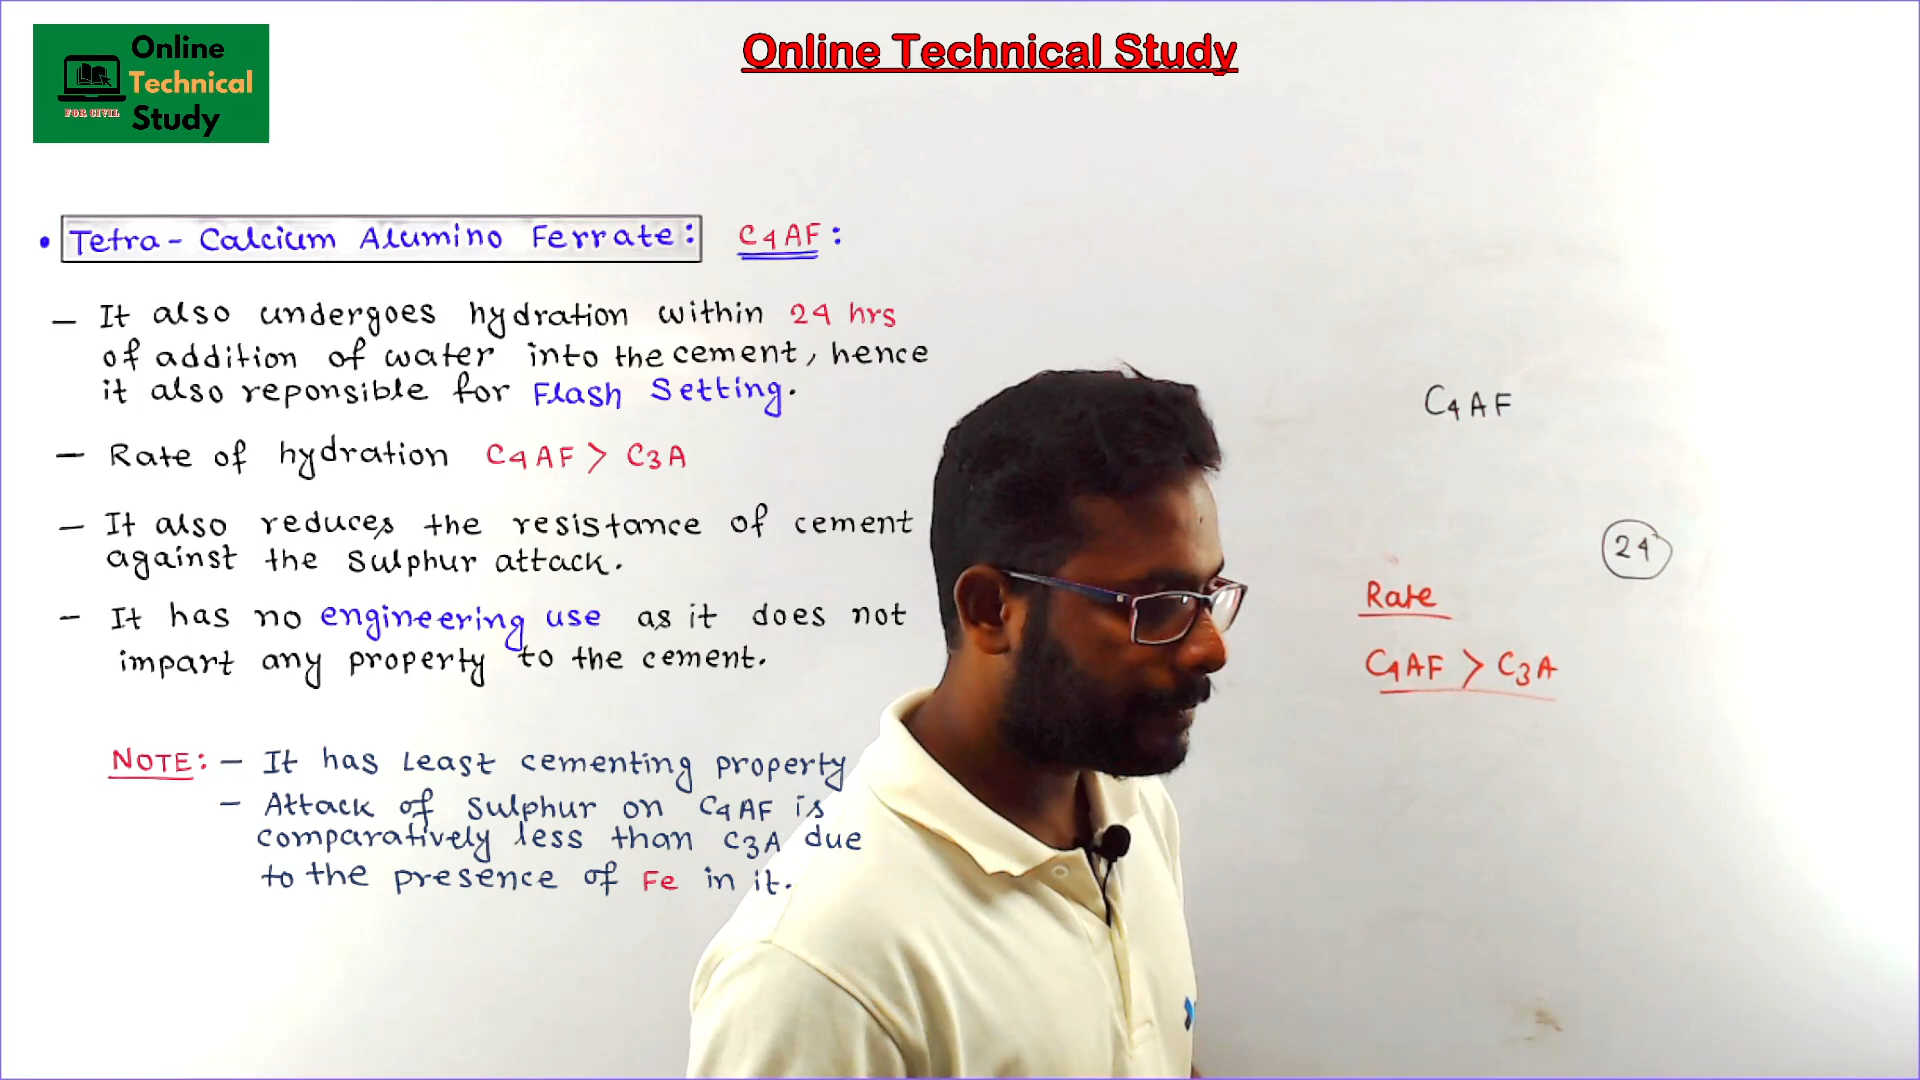 Online
Technical
Study
FOR CIVIL
Online Technical Study
• Tetra - Calcium Alumino Ferrate: C4AF:
– It also undergoes hydration within 24 hrs
of addition of water into the cement, hence
it also reponsible for Flash Setting.
– Rate of hydration C4AF > C3A
– It also reduces the resistance of cement
against the Sulphur attack.
– It has no engineering use as it does not
impart any property to the cement.
NOTE: – It has Least cementing property
– Attack of Sulphur on C4AF is
comparatively less than C3A due
to the presence of Fe in it.
C4AF
24
Rate
C4AF > C3A